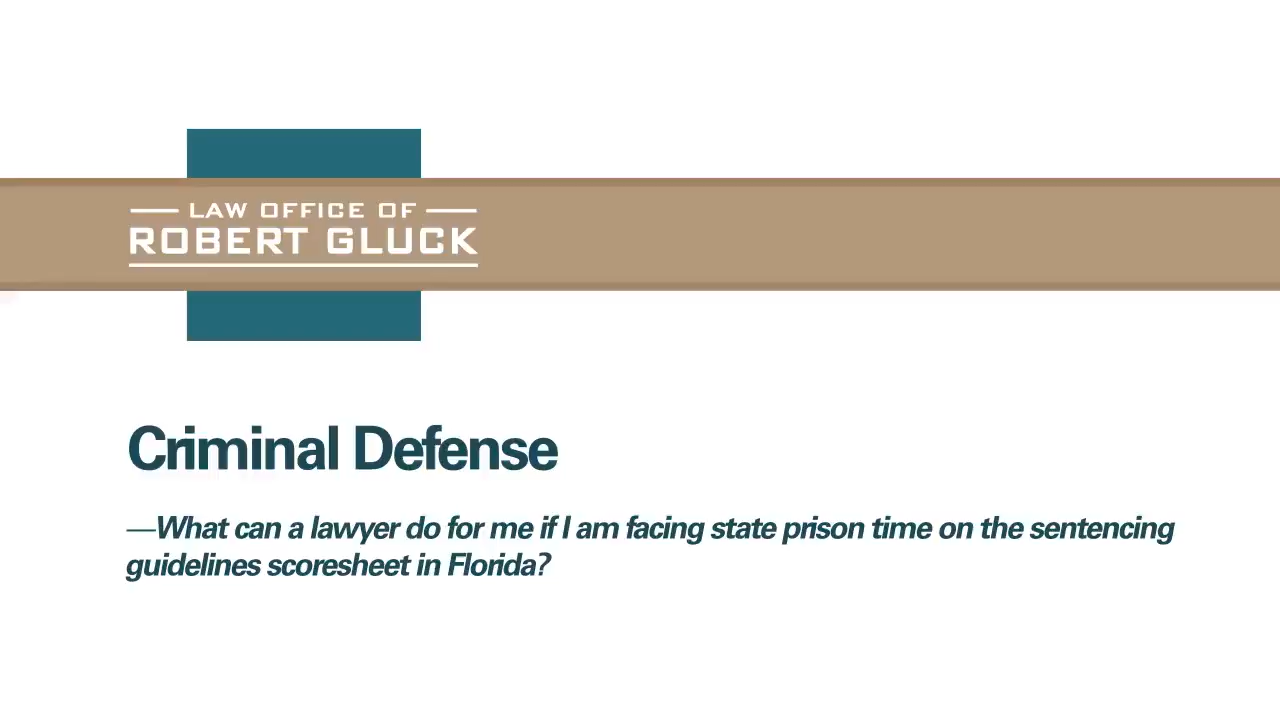 LAW OFFICE OF
ROBERT GLUCK
Criminal Defense
—What can a lawyer do for me if I am facing state prison time on the sentencing
guidelines scoresheet in Florida?